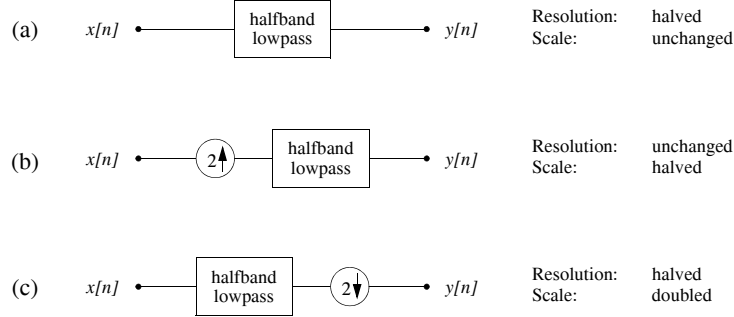 (a) x[n] halfband lowpass y[n] Resolution: halved
Scale: unchanged
(b) x[n] 2 halfband lowpass y[n] Resolution: unchanged
Scale: halved
(c) x[n] halfband lowpass 2 y[n] Resolution: halved
Scale: doubled